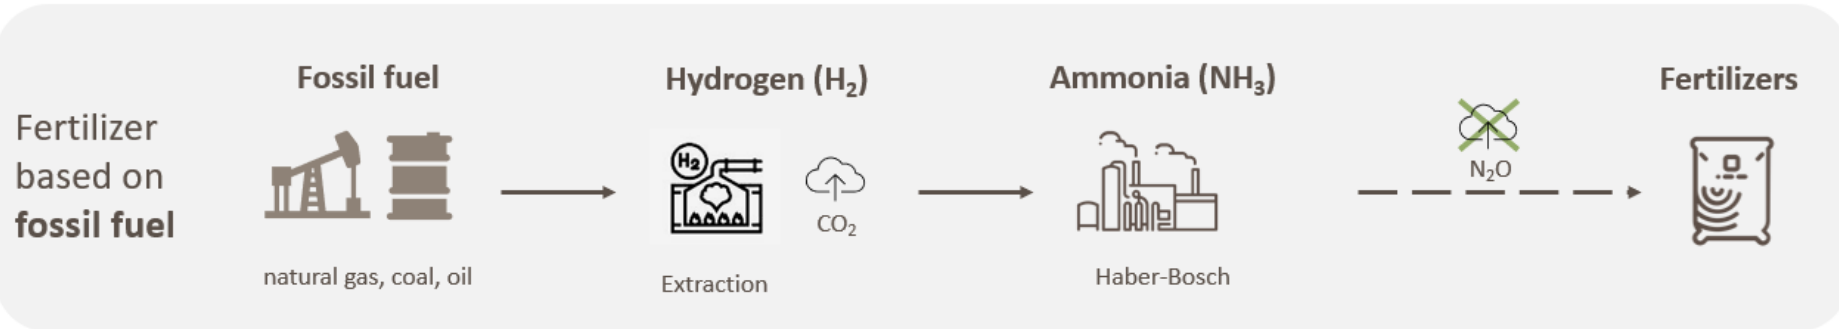 Fertilizer
based on
fossil fuel
Fossil fuel
natural gas, coal, oil
Hydrogen (H₂)
H₂
CO₂
Extraction
Ammonia (NH₃)
Haber-Bosch
N₂O
Fertilizers